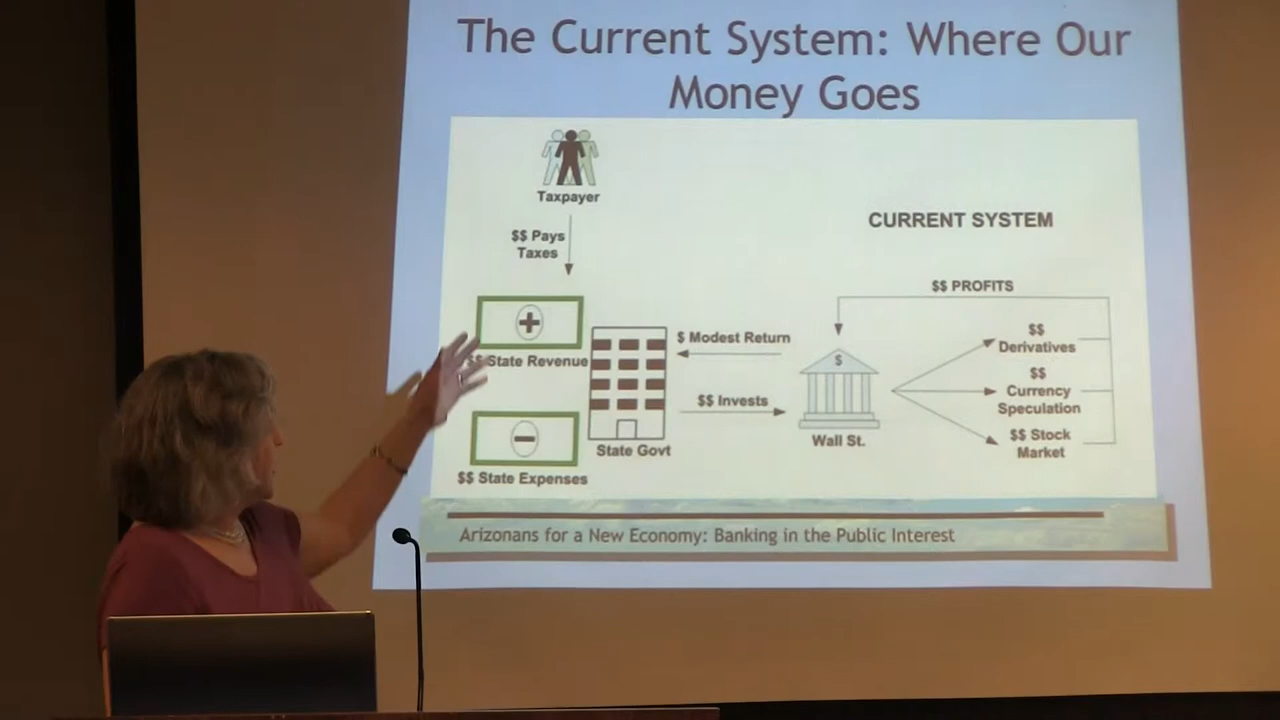 The Current System: Where Our
Money Goes
Taxpayer
$$ Pays
Taxes
CURRENT SYSTEM
$$ PROFITS
$$ State Revenue
$ Modest Return
$
$$
Derivatives
$$
Currency
Speculation
$$ Invests
$$ Stock
Market
Wall St.
State Govt
$$ State Expenses
Arizonans for a New Economy: Banking in the Public Interest